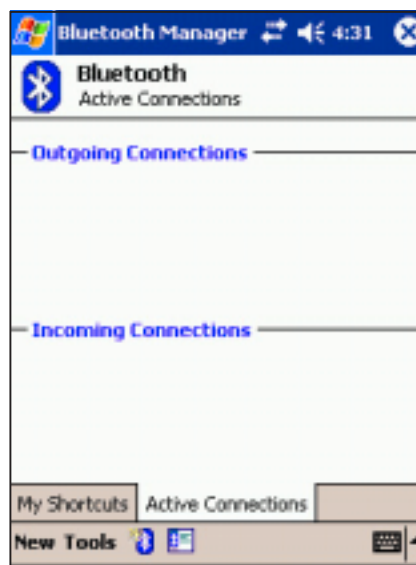 Bluetooth Manager 4:31
Bluetooth
Active Connections
Outgoing Connections
Incoming Connections
My Shortcuts Active Connections
New Tools